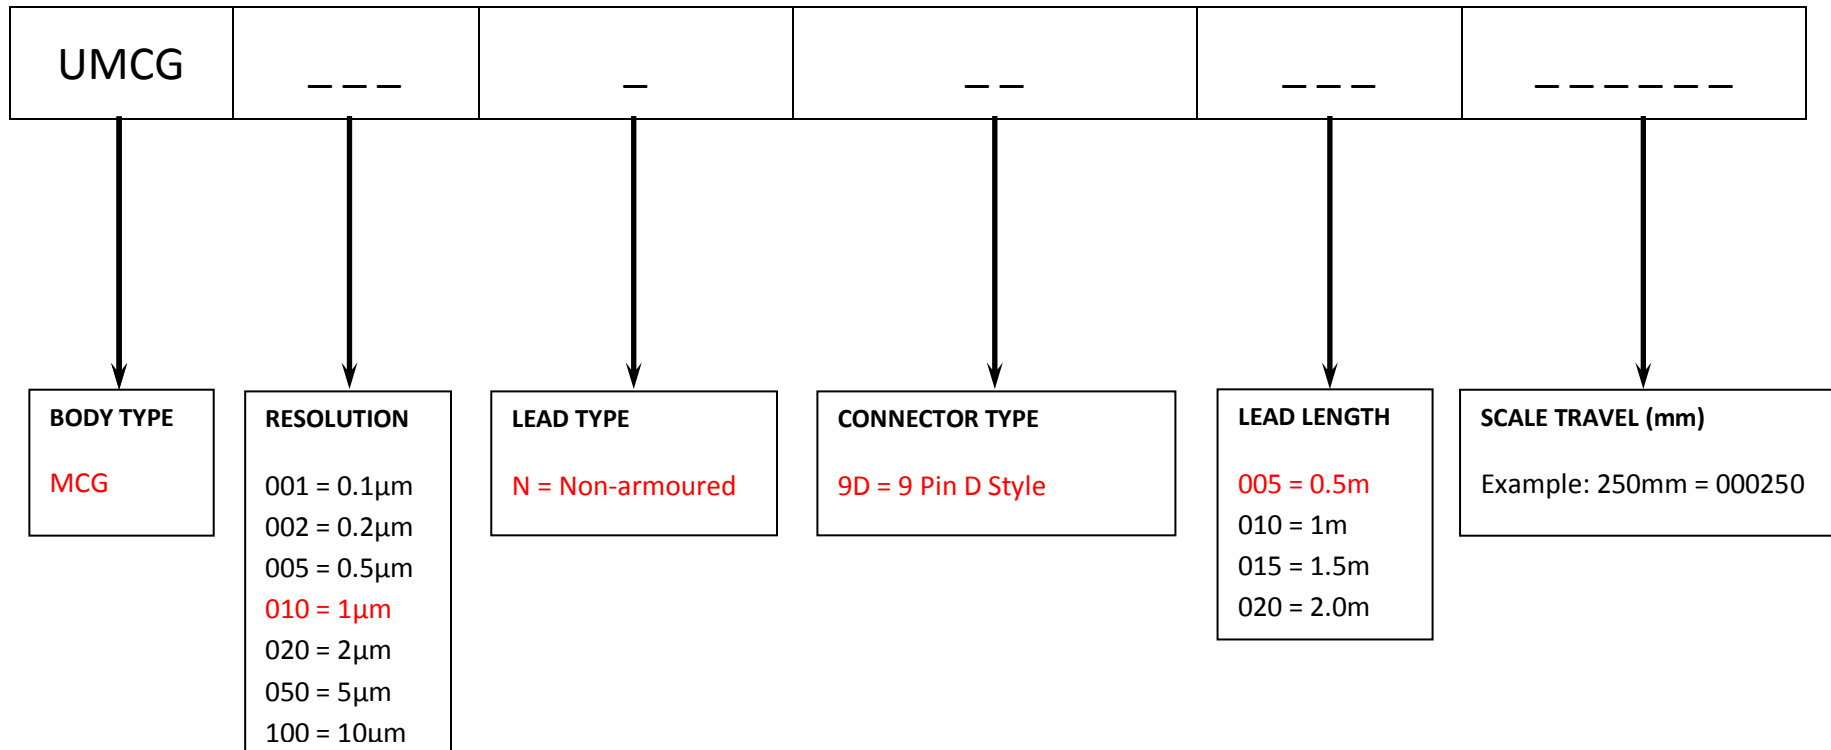 UMCG _ _ _ _ _ _ _ _ _ _ _ _ _ _ _
BODY TYPE
MCG
RESOLUTION
001 = 0.1µm
002 = 0.2µm
005 = 0.5µm
010 = 1µm
020 = 2µm
050 = 5µm
100 = 10µm
LEAD TYPE
N = Non-armoured
CONNECTOR TYPE
9D = 9 Pin D Style
LEAD LENGTH
005 = 0.5m
010 = 1m
015 = 1.5m
020 = 2.0m
SCALE TRAVEL (mm)
Example: 250mm = 000250